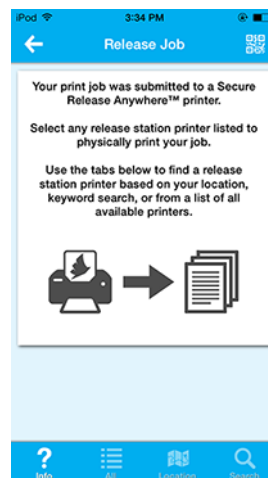 iPod 3:34 PM
Release Job
Your print job was submitted to a Secure
Release Anywhere™ printer.
Select any release station printer listed to
physically print your job.
Use the tabs below to find a release
station printer based on your location,
keyword search, or from a list of all
available printers.
Info All Location Search